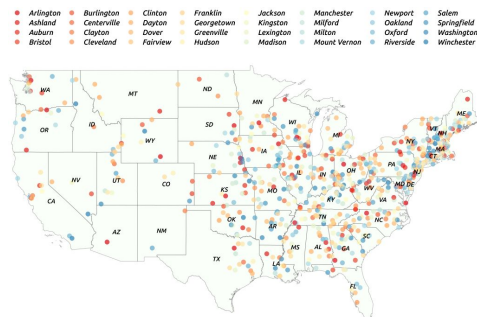 Arlington Burlington Clinton Franklin Jackson Manchester Newport Salem
Ashland Centerville Dayton Georgetown Kingston Milford Oakland Springfield
Auburn Clayton Dover Greenville Lexington Milton Oxford Washington
Bristol Cleveland Fairview Hudson Madison Mount Vernon Riverside Winchester
WA MT ND MN ME
OR ID SD WI MI NY VT NH
WY IA MA
NV UT NE IL IN OH PA CT
CA CO KS MO KY WV MD DE NJ
VA
AZ NM OK AR TN NC
TX LA MS AL GA SC
FL